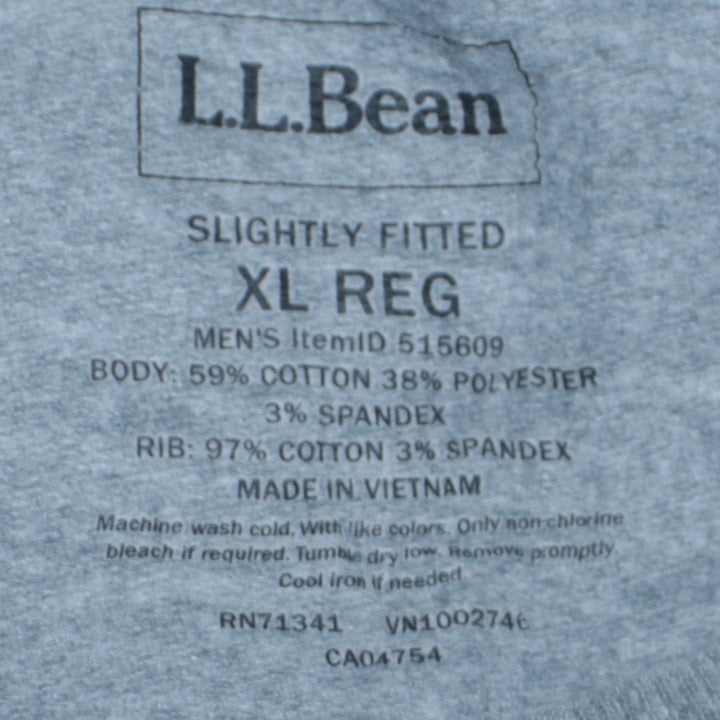 L.L.Bean
SLIGHTLY FITTED
XL REG
MEN'S ItemID 515609
BODY: 59% COTTON 38% POLYESTER
3% SPANDEX
RIB: 97% COTTON 3% SPANDEX
MADE IN VIETNAM
Machine wash cold. With like colors. Only non-chlorine
bleach if required. Tumble dry low. Remove promptly.
Cool iron if needed.
RN71341 VN1002746
CA04754